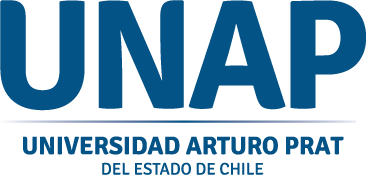 UNAP
UNIVERSIDAD ARTURO PRAT
DEL ESTADO DE CHILE